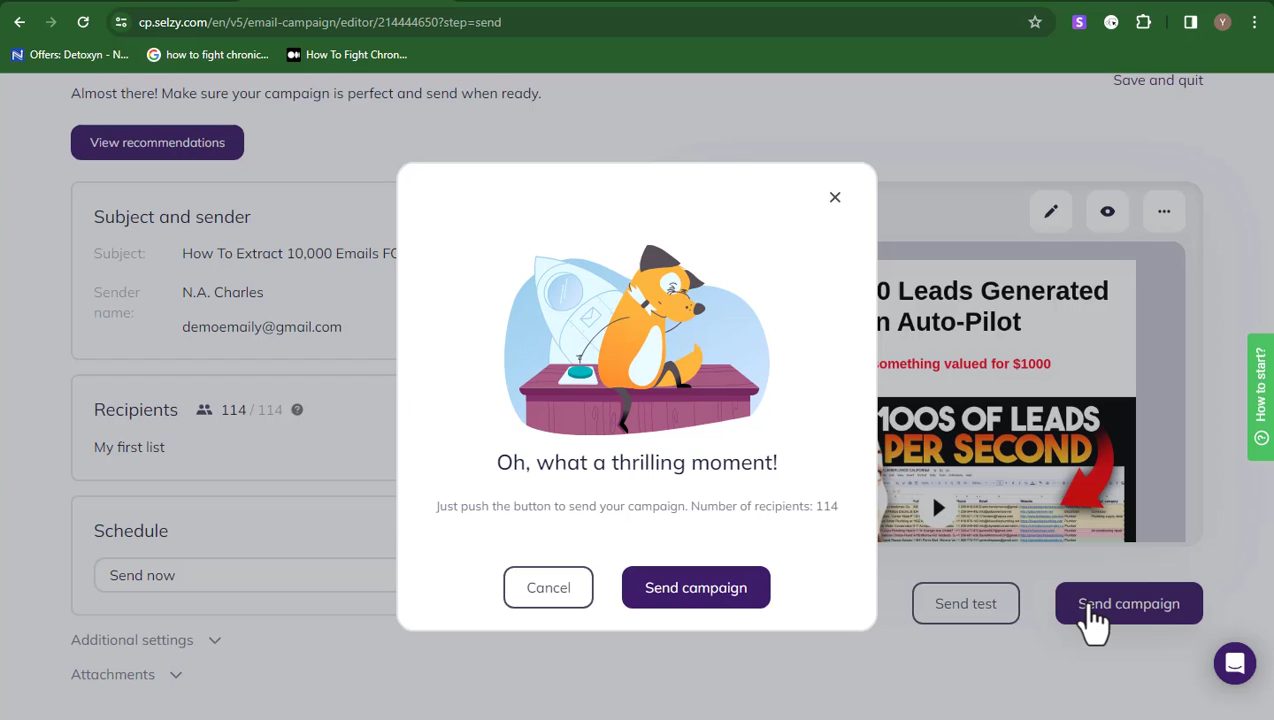 cp.selzy.com/en/v5/email-campaign/editor/214444650?step=send
S
Y
N Offers: Detoxyn - N...
how to fight chronic...
How To Fight Chron...
Almost there! Make sure your campaign is perfect and send when ready.
Save and quit
View recommendations
Subject and sender
Subject: How To Extract 10,000 Emails FO
Sender name: N.A. Charles
demoemaily@gmail.com
Recipients 114 / 114 ?
My first list
Schedule
Send now
Additional settings
Attachments
Oh, what a thrilling moment!
Just push the button to send your campaign. Number of recipients: 114
Cancel
Send campaign
0 Leads Generated
n Auto-Pilot
something valued for $1000
MOOS OF LEADS
PER SECOND
Send test
Send campaign
How to start?